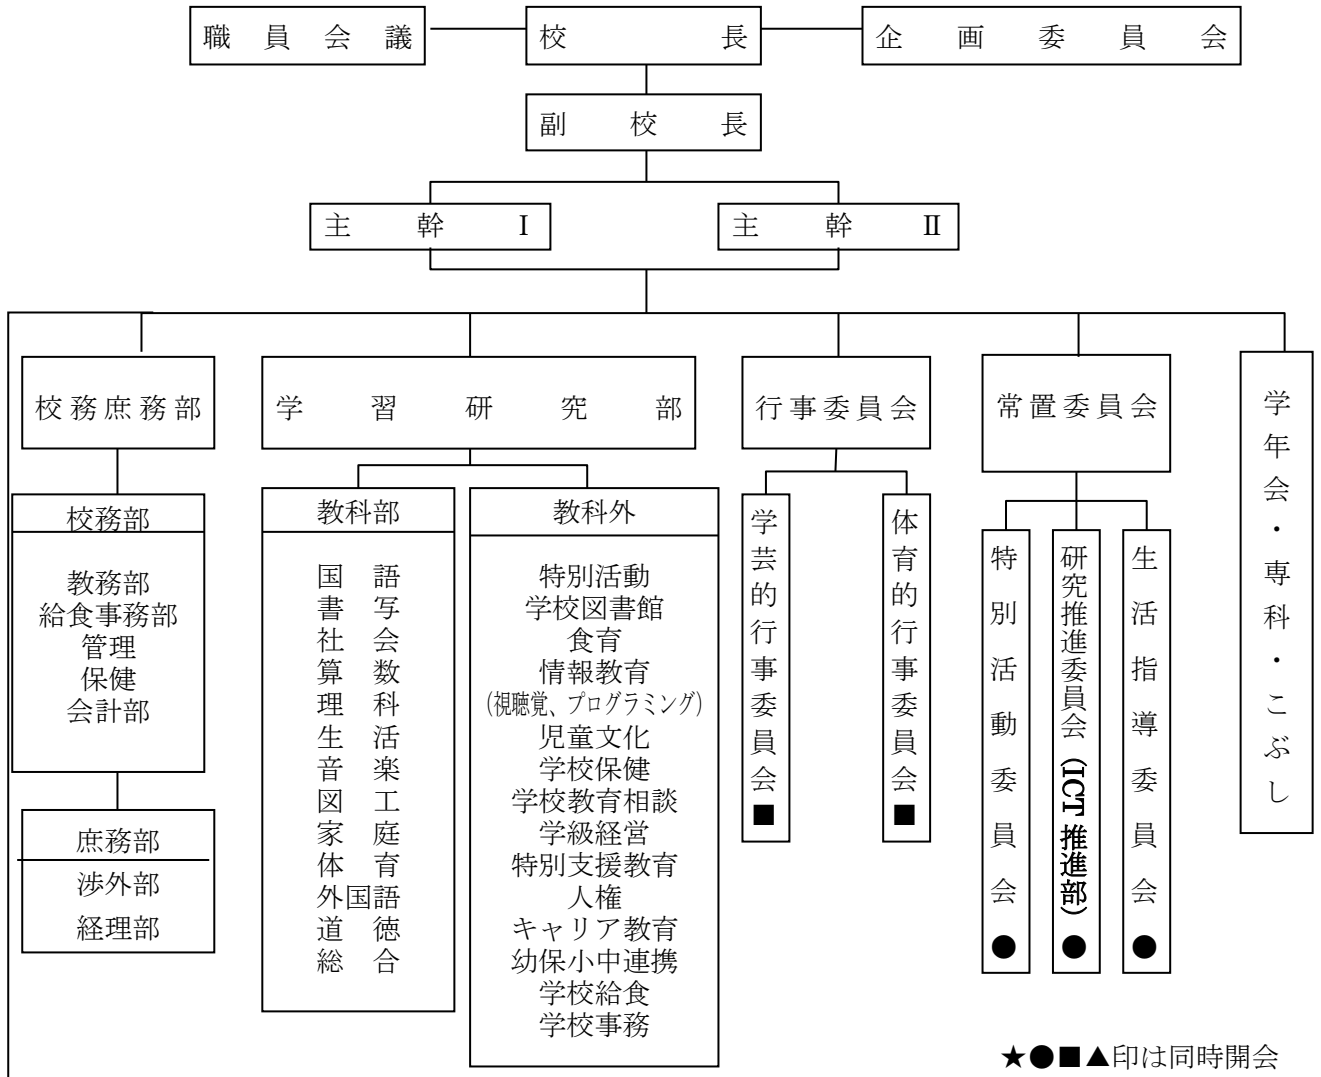 職員会議
校長
企画委員会
副校長
主幹Ⅰ
主幹Ⅱ
校務庶務部
学習研究部
行事委員会
常置委員会
学年会・専科・こぶし
校務部
教務部
給食事務部
管理
保健
会計部
庶務部
渉外部
経理部
教科部
国語
書写
社会
算数
理科
生活
音楽
図工
家庭
体育
外国語
道徳
総合
教科外
特別活動
学校図書館
食育
情報教育
(視聴覚、プログラミング)
児童文化
学校保健
学校教育相談
学級経営
特別支援教育
人権
キャリア教育
幼保小中連携
学校給食
学校事務
学芸的行事委員会■
体育的行事委員会■
特別活動委員会●
研究推進委員会(ICT推進部)●
生活指導委員会●
★●■▲印は同時開会